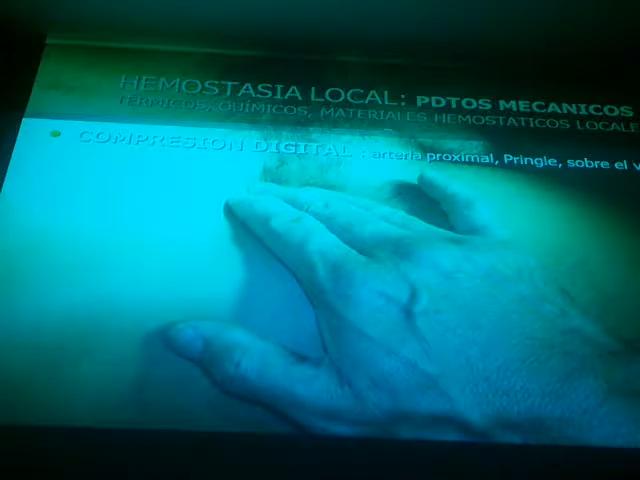 HEMOSTASIA LOCAL: PDTOS MECANICOS
TÉRMICOS, QUÍMICOS, MATERIALES HEMOSTATICOS LOCALE
COMPRESION DIGITAL : arteria proximal, Pringle, sobre el v